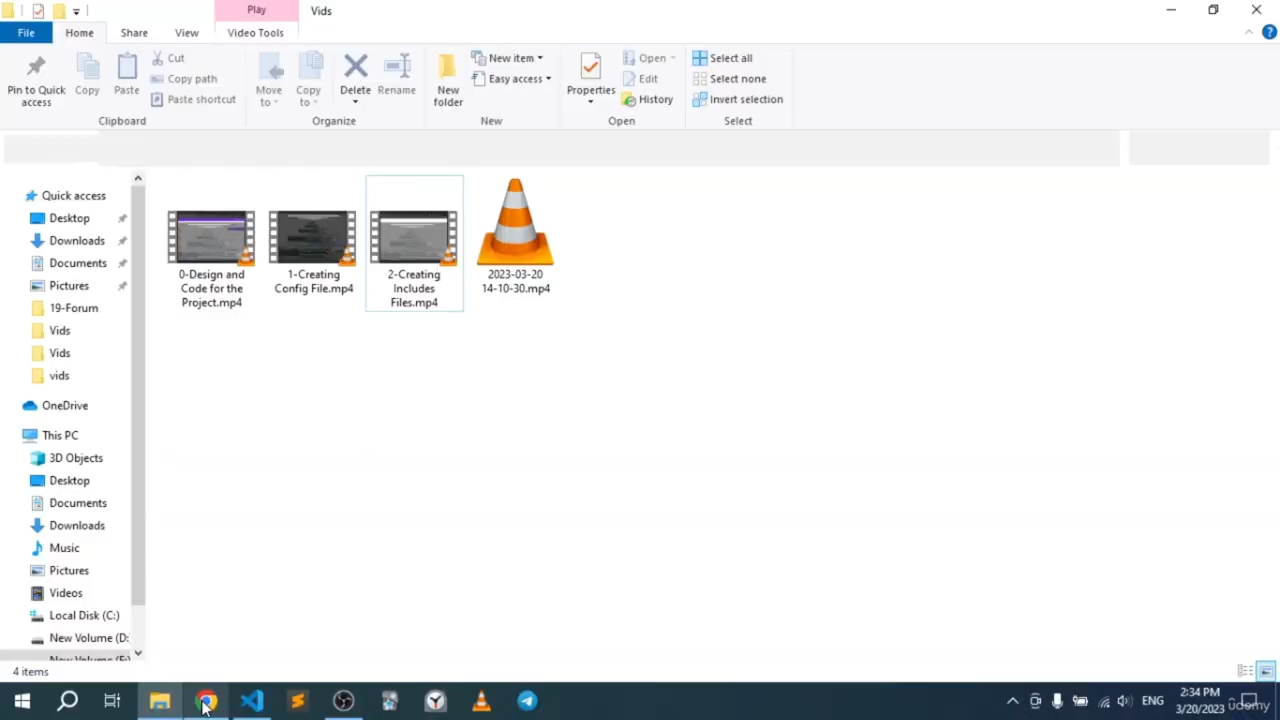 Play
Vids
File
Home
Share
View
Video Tools
Pin to Quick
access
Copy
Paste
Cut
Copy path
Paste shortcut
Clipboard
Move
to
Copy
to
Delete
Rename
Organize
New
folder
New item
Easy access
New
Properties
Open
Edit
History
Open
Select all
Select none
Invert selection
Select
Quick access
Desktop
Downloads
Documents
Pictures
19-Forum
Vids
Vids
vids
OneDrive
This PC
3D Objects
Desktop
Documents
Downloads
Music
Pictures
Videos
Local Disk (C:)
New Volume (D:
New Volume (E:)
0-Design and
Code for the
Project.mp4
1-Creating
Config File.mp4
2-Creating
Includes
Files.mp4
2023-03-20
14-10-30.mp4
4 items
ENG
2:34 PM
3/20/2023
udemy